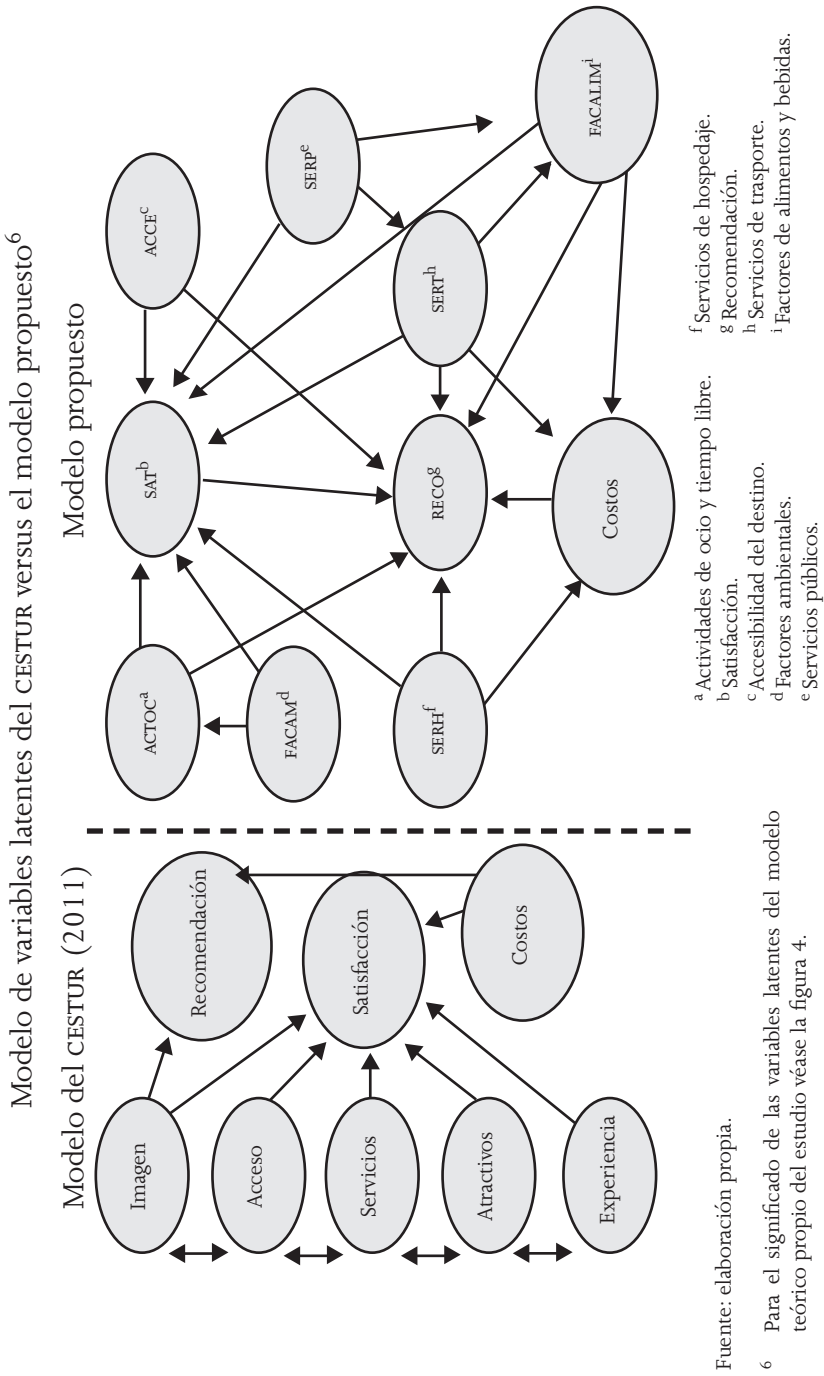 Modelo de variables latentes del CESTUR versus el modelo propuesto⁶
Modelo del CESTUR (2011)
Imagen
Acceso
Servicios
Atractivos
Experiencia
Recomendación
Satisfacción
Costos
Modelo propuesto
ACTOCᵃ
FACAMᵈ
SERHᶠ
SATᵇ
RECOᵍ
Costos
ACCEᶜ
SERPᵉ
SERTʰ
FACALIMⁱ
ᵃ Actividades de ocio y tiempo libre.
ᵇ Satisfacción.
ᶜ Accesibilidad del destino.
ᵈ Factores ambientales.
ᵉ Servicios públicos.
ᶠ Servicios de hospedaje.
ᵍ Recomendación.
ʰ Servicios de trasporte.
ⁱ Factores de alimentos y bebidas.
Fuente: elaboración propia.
⁶ Para el significado de las variables latentes del modelo
teórico propio del estudio véase la figura 4.